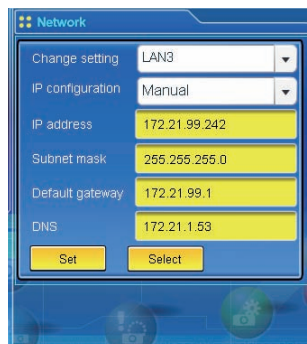 Network
Change setting LAN3
IP configuration Manual
IP address 172.21.99.242
Subnet mask 255.255.255.0
Default gateway 172.21.99.1
DNS 172.21.1.53
Set Select